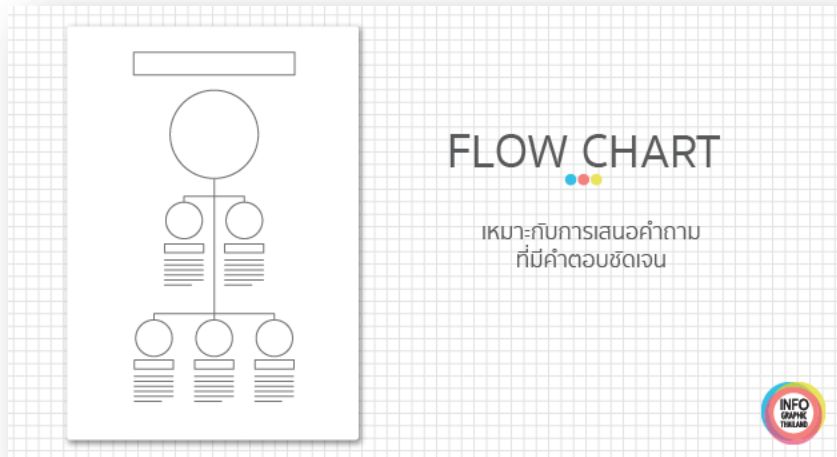 FLOW CHART
เหมาะกับการเสนอคำถาม
ที่มีคำตอบชัดเจน
INFO
GRAPHIC
THAILAND